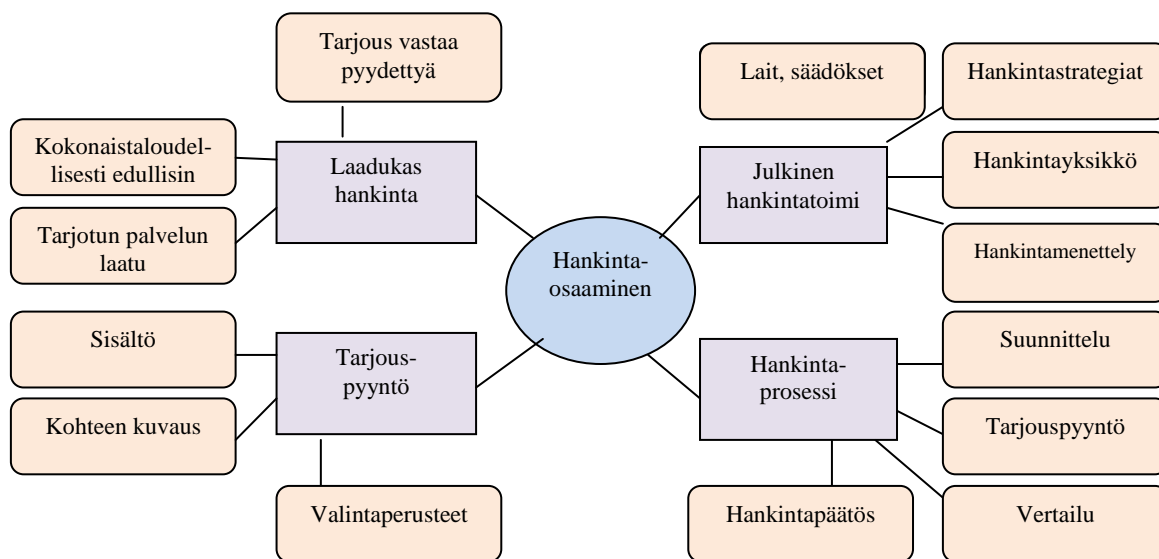 Tarjous vastaa
pyydettyä
Lait, säädökset
Hankintastrategiat
Kokonaistaloudel-
lisesti edullisin
Laadukas
hankinta
Julkinen
hankintatoimi
Hankintayksikkö
Tarjotun palvelun
laatu
Hankinta-
osaaminen
Hankintamenettely
Sisältö
Tarjous-
pyyntö
Hankinta-
prosessi
Suunnittelu
Kohteen kuvaus
Tarjouspyyntö
Valintaperusteet
Hankintapäätös
Vertailu